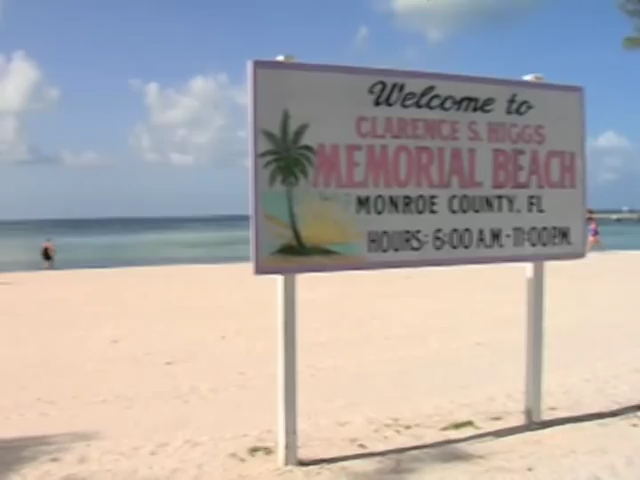 Welcome to
CLARENCE S. HIGGS
MEMORIAL BEACH
MONROE COUNTY, FL
HOURS: 6:00 A.M.-11:00P.M.